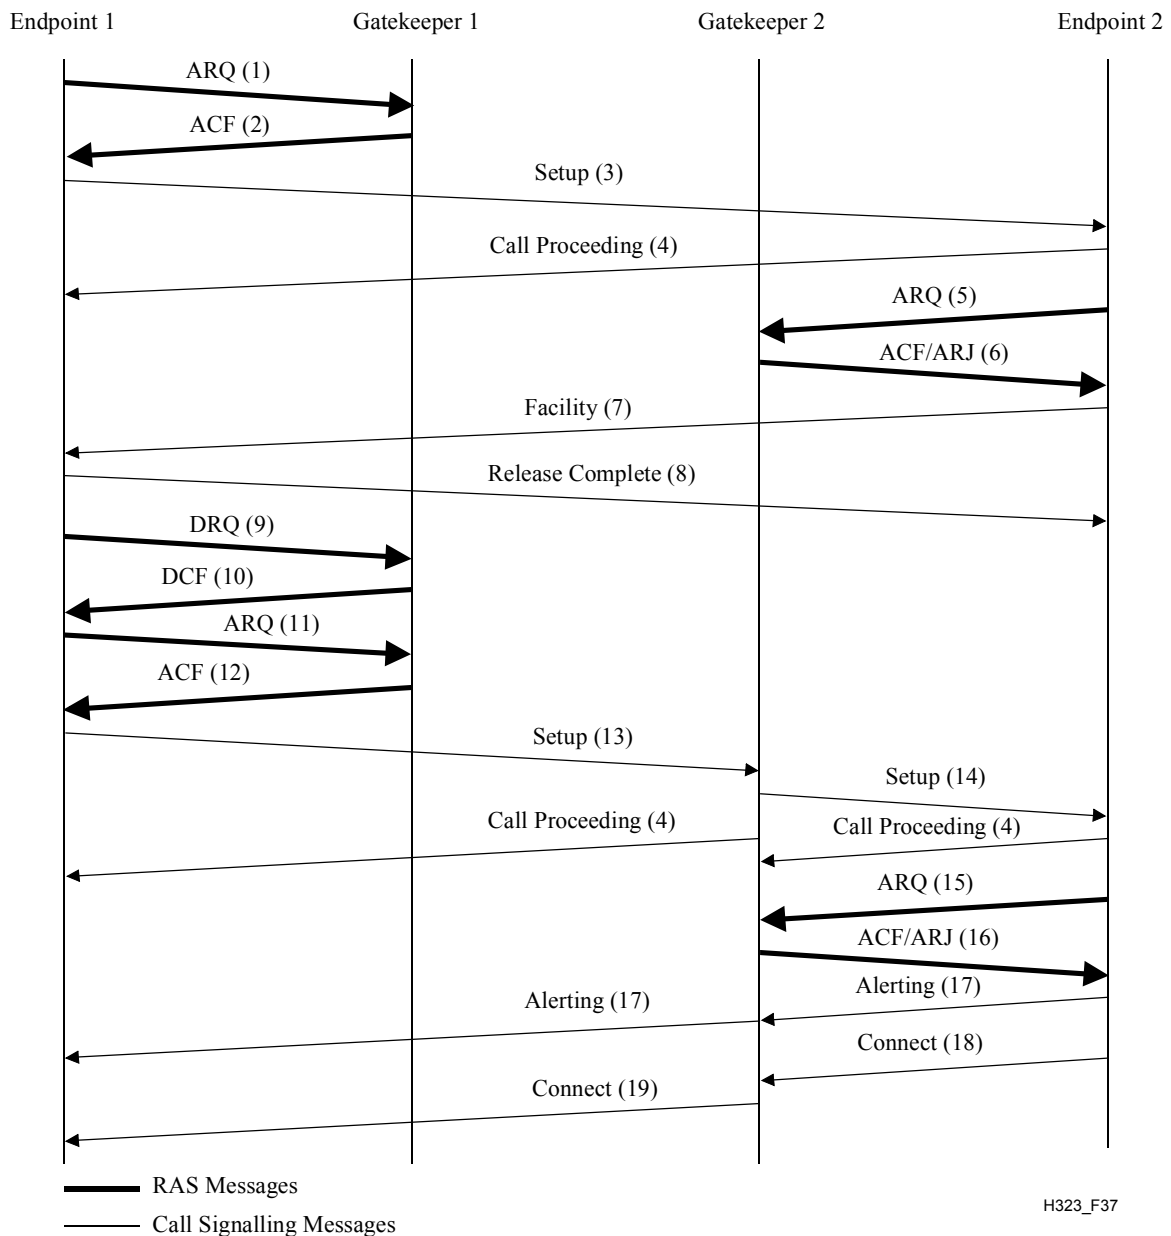 Endpoint 1 Gatekeeper 1 Gatekeeper 2 Endpoint 2
ARQ (1)
ACF (2)
Setup (3)
Call Proceeding (4)
ARQ (5)
ACF/ARJ (6)
Facility (7)
Release Complete (8)
DRQ (9)
DCF (10)
ARQ (11)
ACF (12)
Setup (13)
Setup (14)
Call Proceeding (4) Call Proceeding (4)
ARQ (15)
ACF/ARJ (16)
Alerting (17) Alerting (17)
Connect (18)
Connect (19)
RAS Messages
Call Signalling Messages
H323_F37